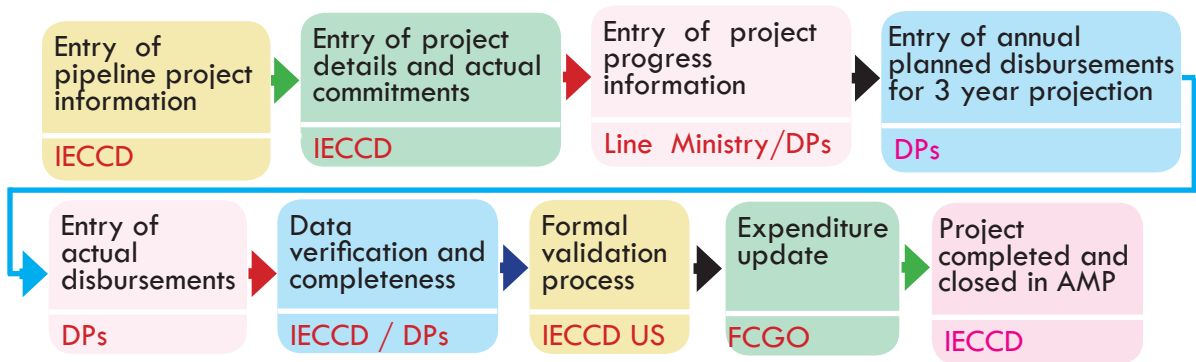 Entry of
pipeline project
information
IECCD
Entry of project
details and actual
commitments
IECCD
Entry of project
progress
information
Line Ministry/DPs
Entry of annual
planned disbursements
for 3 year projection
DPs
Entry of
actual
disbursements
DPs
Data
verification and
completeness
IECCD / DPs
Formal
validation
process
IECCD US
Expenditure
update
FCGO
Project
completed and
closed in AMP
IECCD